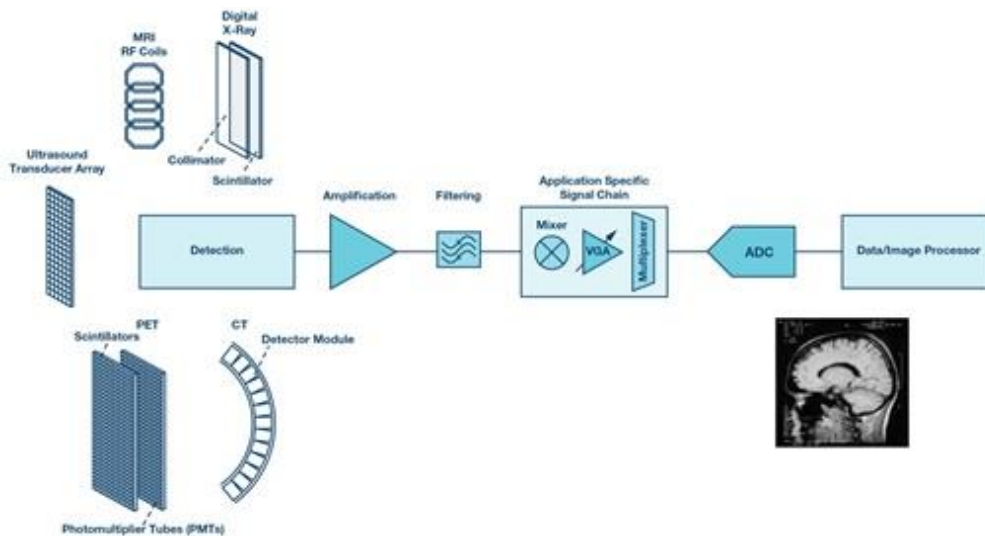 Digital
X-Ray
MRI
RF Coils
Collimator
Scintillator
Ultrasound
Transducer Array
Detection
Amplification
Filtering
Application Specific
Signal Chain
Mixer
VGA
Multiplexer
ADC
Data/Image Processor
PET
Scintillators
CT
Detector Module
Photomultiplier Tubes (PMTs)